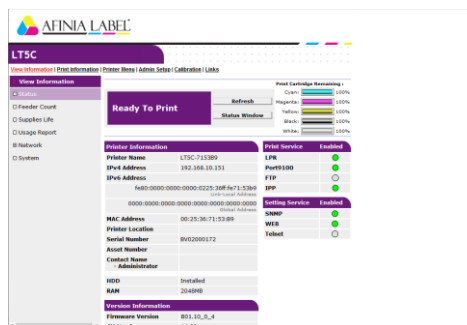 AFINIA LABEL
LT5C
View Information | Print Information | Printer Menu | Admin Setup | Calibration | Links
View Information
Status
Feeder Count
Supplies Life
Usage Report
Network
System
Ready To Print
Refresh
Status Window
Print Cartridge Remaining :
Cyan: 100%
Magenta: 100%
Yellow: 100%
Black: 100%
White: 100%
Printer Information
Printer Name LT5C-7153B9
IPv4 Address 192.168.10.151
IPv6 Address
fe80:0000:0000:0000:0225:36ff:fe71:53b9
Link-Local Address
0000:0000:0000:0000:0000:0000:0000:0000
Global Address
MAC Address 00:25:36:71:53:B9
Printer Location
Serial Number BV02000172
Asset Number
Contact Name
- Administrator
HDD Installed
RAM 2048MB
Version Information
Firmware Version B01.10_0_4
Print Service Enabled
LPR
Port9100
FTP
IPP
Setting Service Enabled
SNMP
WEB
Telnet